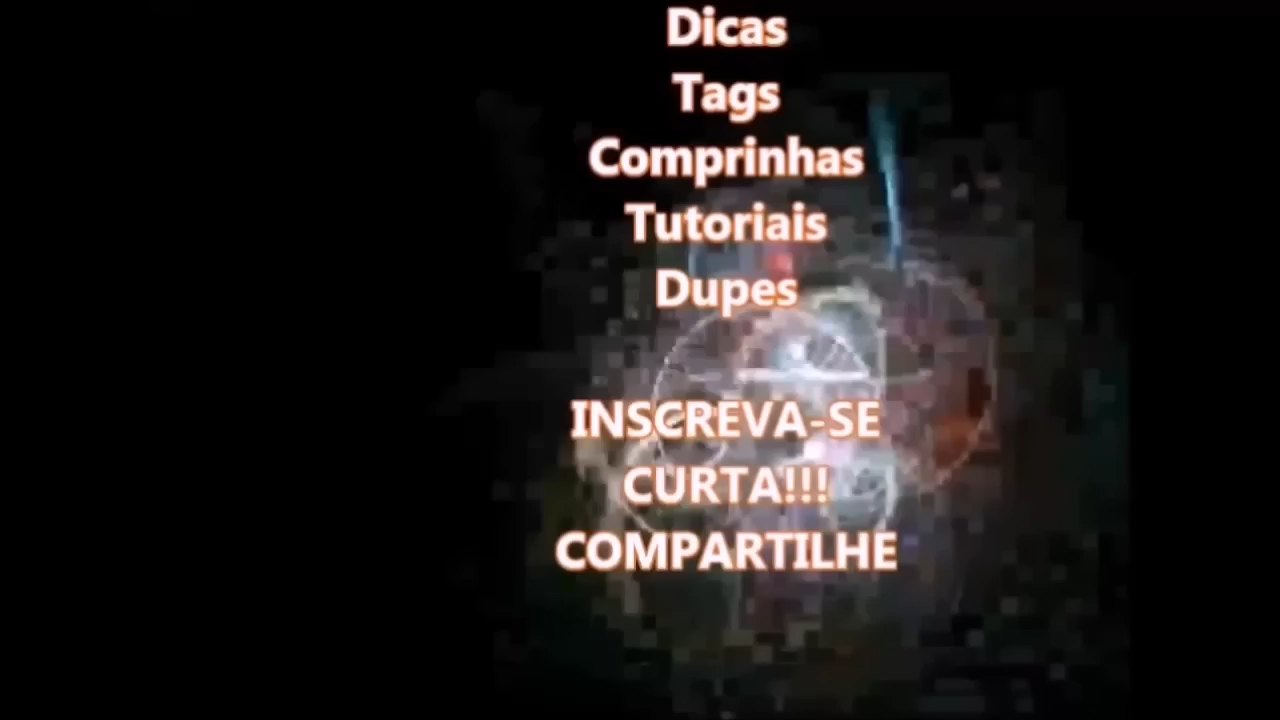 Dicas
Tags
Comprinhas
Tutoriais
Dupes
INSCREVA-SE
CURTA!!!
COMPARTILHE